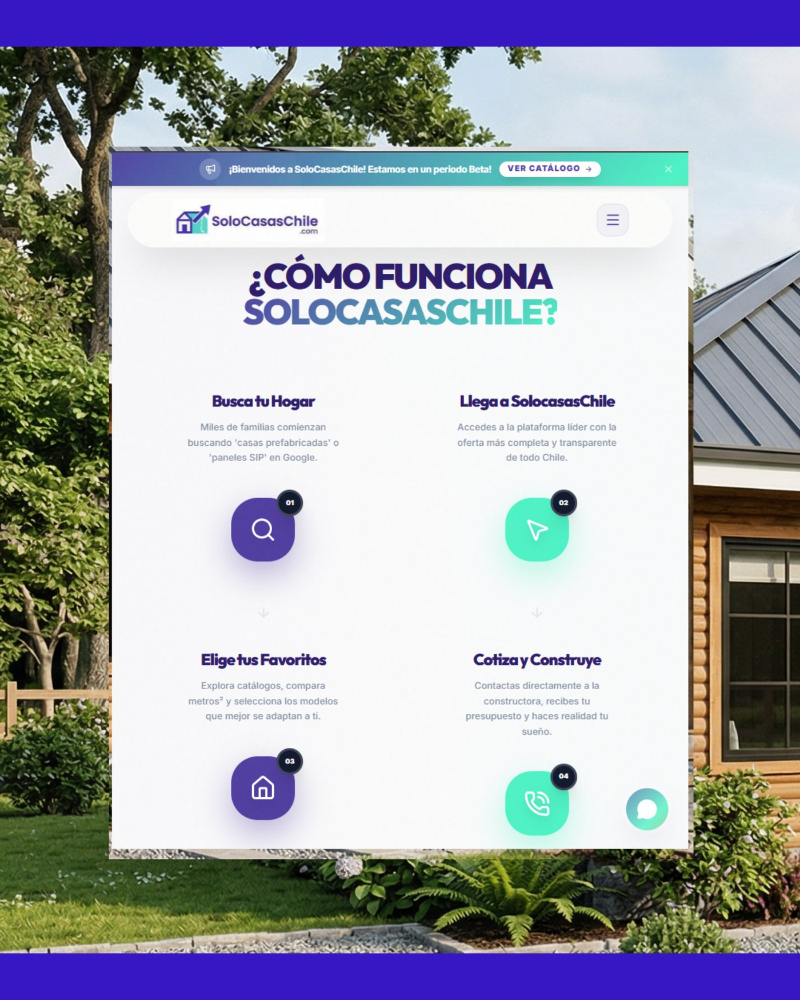 ¡Bienvenidos a SoloCasasChile! Estamos en un periodo Beta!
VER CATÁLOGO →
SoloCasasChile
.com
¿CÓMO FUNCIONA
SOLOCASASCHILE?
Busca tu Hogar
Miles de familias comienzan
buscando 'casas prefabricadas' o
'paneles SIP' en Google.
01
Llega a SolocasasChile
Accedes a la plataforma líder con la
oferta más completa y transparente
de todo Chile.
02
Elige tus Favoritos
Explora catálogos, compara
metros² y selecciona los modelos
que mejor se adaptan a ti.
03
Cotiza y Construye
Contactas directamente a la
constructora, recibes tu
presupuesto y haces realidad tu
sueño.
04